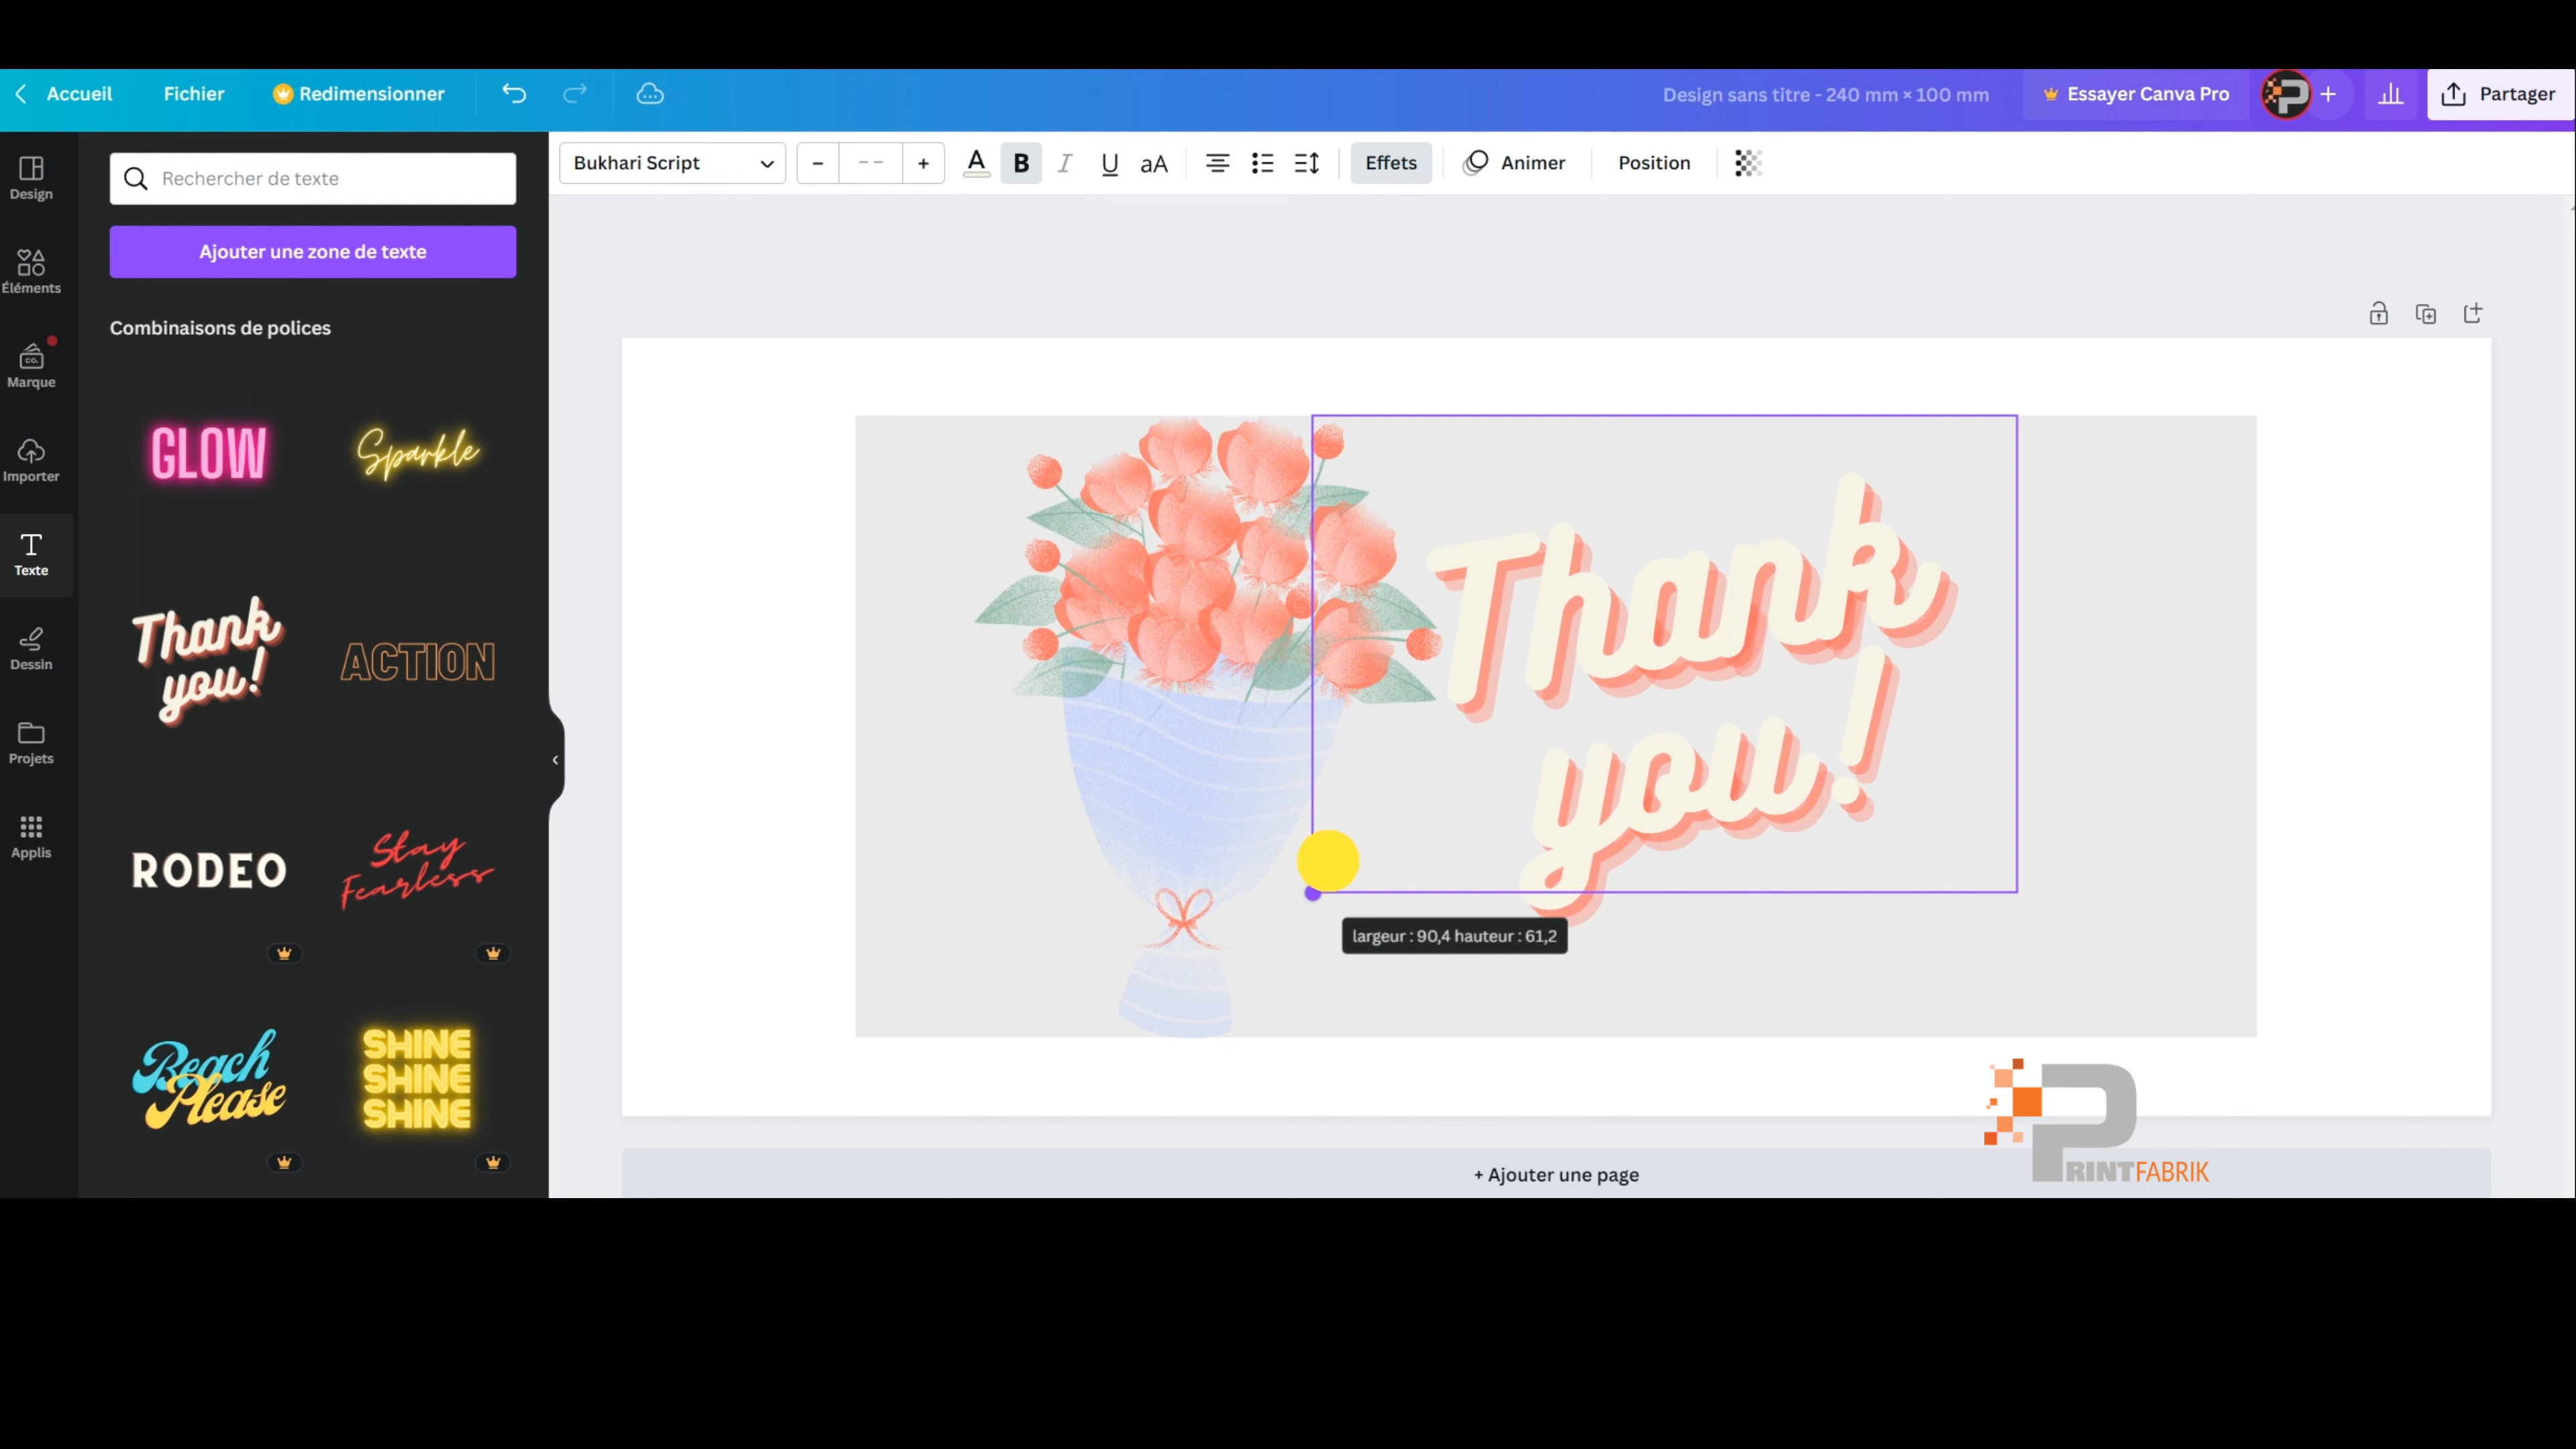 Accueil Fichier Redimensionner Design sans titre - 240 mm × 100 mm Essayer Canva Pro Partager
Bukhari Script – -- + A B I U aA Effets Animer Position
Design
Éléments
CO.
Marque
Importer
Texte
Dessin
Projets
Applis
Rechercher de texte
Ajouter une zone de texte
Combinaisons de polices
GLOW
Sparkle
Thank
you!
ACTION
RODEO
Stay
Fearless
Beach
Please
SHINE
SHINE
SHINE
Thank
you!
largeur : 90,4 hauteur : 61,2
PRINTFABRIK
+ Ajouter une page